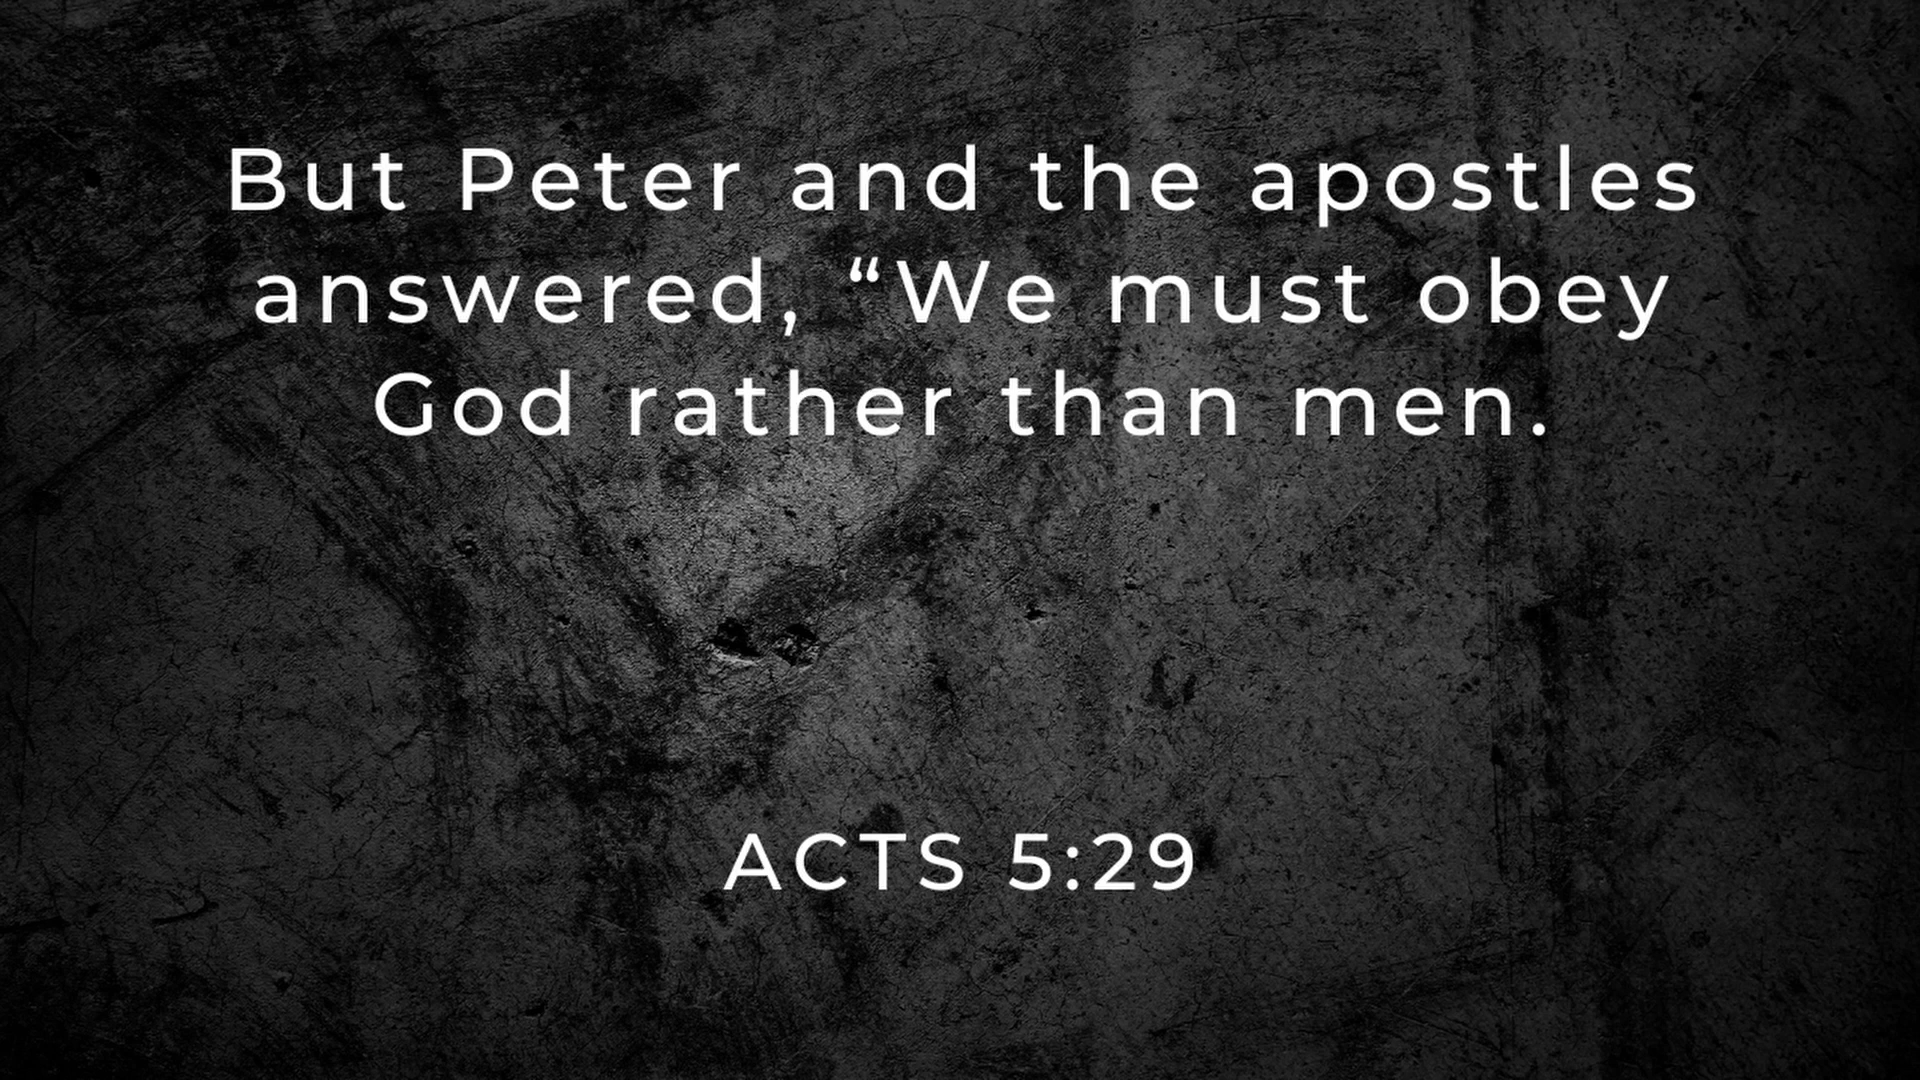 But Peter and the apostles
answered, “We must obey
God rather than men.
ACTS 5:29